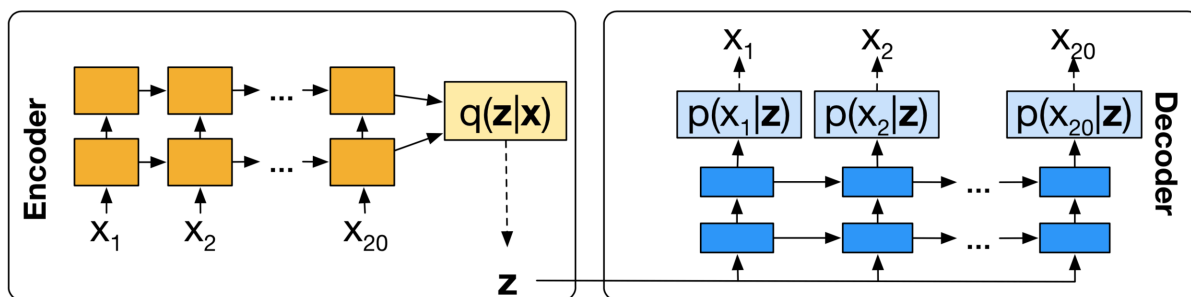 Encoder
... 
q(z|x)
...
x1 x2 x20
z
x1 x2 x20
p(x1|z) p(x2|z) p(x20|z)
...
...
Decoder